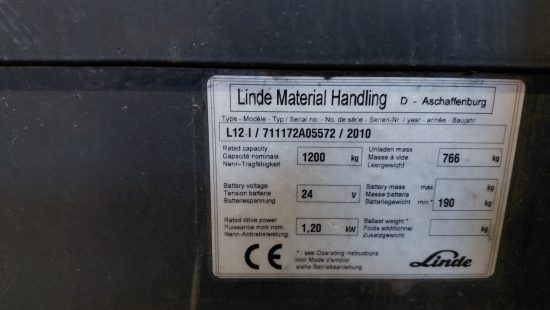 Linde Material Handling D - Aschaffenburg
Type - Modèle - Typ / Serial no. - No. de série - Serien-Nr. / year - année - Baujahr
L12 I / 711172A05572 / 2010
Rated capacity
Capacité nominale 1200 kg
Nenn-Tragfähigkeit
Unladen mass
Masse à vide 766 kg
Leergewicht
Battery voltage
Tension batterie 24 V
Batteriespannung
Battery mass max. kg
Masse batterie
Batteriegewicht min.* 190 kg
Rated drive power
Puissance motr. nom. 1,20 kW
Nenn-Antriebsleistung
Ballast weight * kg
Poids additionnel
Zusatzgewicht
CE
* see Operating instructions
voir Mode d'emploi
siehe Betriebsanleitung
Linde